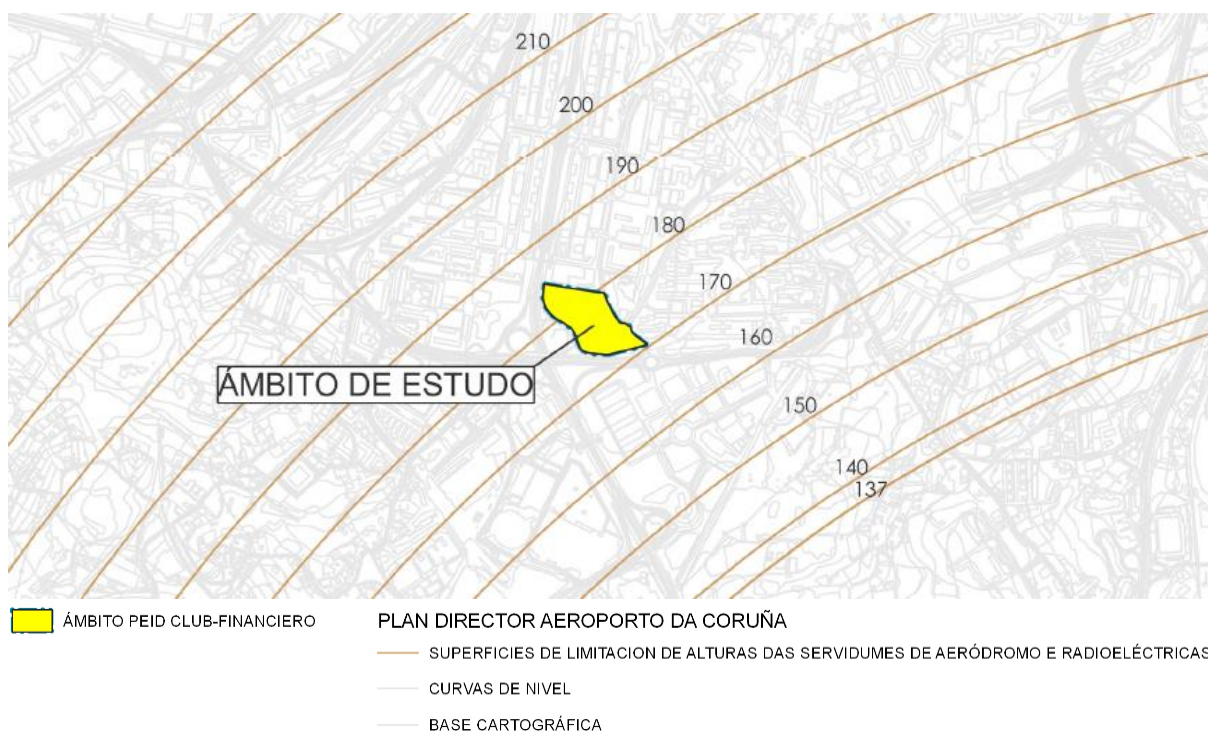 210
200
190
180
170
160
150
140
137
ÁMBITO DE ESTUDO
ÁMBITO PEID CLUB-FINANCIERO
PLAN DIRECTOR AEROPORTO DA CORUÑA
SUPERFICIES DE LIMITACION DE ALTURAS DAS SERVIDUMES DE AERÓDROMO E RADIOELÉCTRICAS
CURVAS DE NIVEL
BASE CARTOGRÁFICA